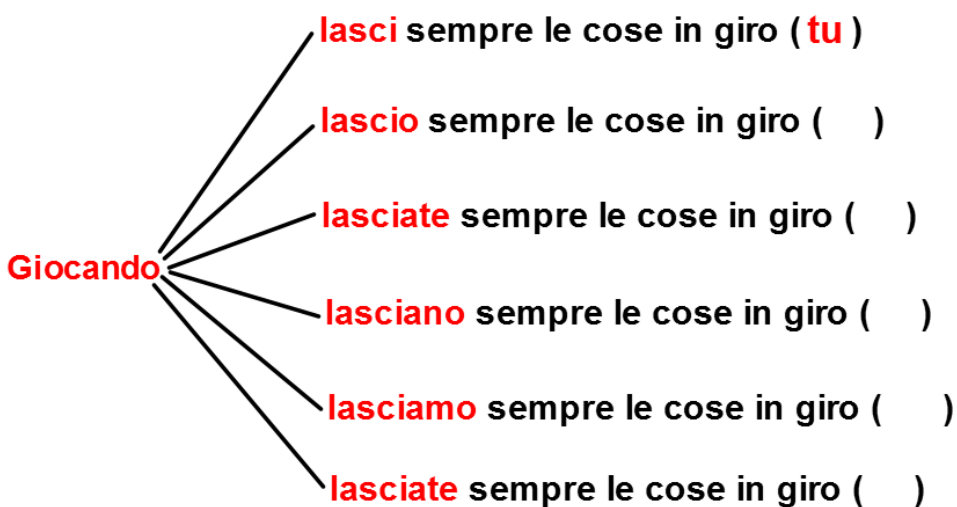 lasci sempre le cose in giro ( tu )
lascio sempre le cose in giro ( )
lasciate sempre le cose in giro ( )
Giocando
lasciano sempre le cose in giro ( )
lasciamo sempre le cose in giro ( )
lasciate sempre le cose in giro ( )